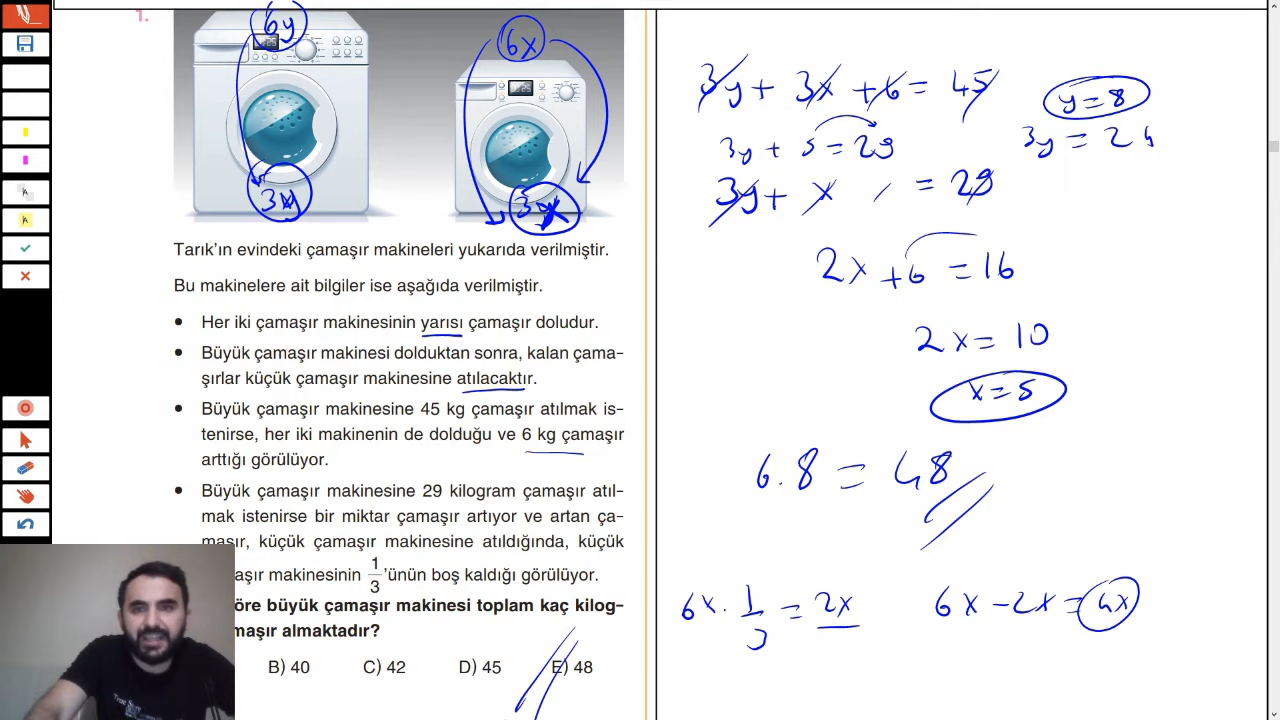 1.
6y
6x
3y
3x
Tarık'ın evindeki çamaşır makineleri yukarıda verilmiştir.
Bu makinelere ait bilgiler ise aşağıda verilmiştir.
• Her iki çamaşır makinesinin yarısı çamaşır doludur.
• Büyük çamaşır makinesi dolduktan sonra, kalan çama-
şırlar küçük çamaşır makinesine atılacaktır.
• Büyük çamaşır makinesine 45 kg çamaşır atılmak is-
tenirse, her iki makinenin de dolduğu ve 6 kg çamaşır
arttığı görülüyor.
• Büyük çamaşır makinesine 29 kilogram çamaşır atıl-
mak istenirse bir miktar çamaşır artıyor ve artan ça-
maşır, küçük çamaşır makinesine atıldığında, küçük
aşır makinesinin 1/3'ünün boş kaldığı görülüyor.
öre büyük çamaşır makinesi toplam kaç kilog-
maşır almaktadır?
B) 40 C) 42 D) 45 E) 48
3y + 3x + 6 = 45
y = 8
3y + 5 = 29
3y = 24
3y + x = 29
2x + 6 = 16
2x = 10
x = 5
6.8 = 48
6x . 1/3 = 2x
6x - 2x = 4x